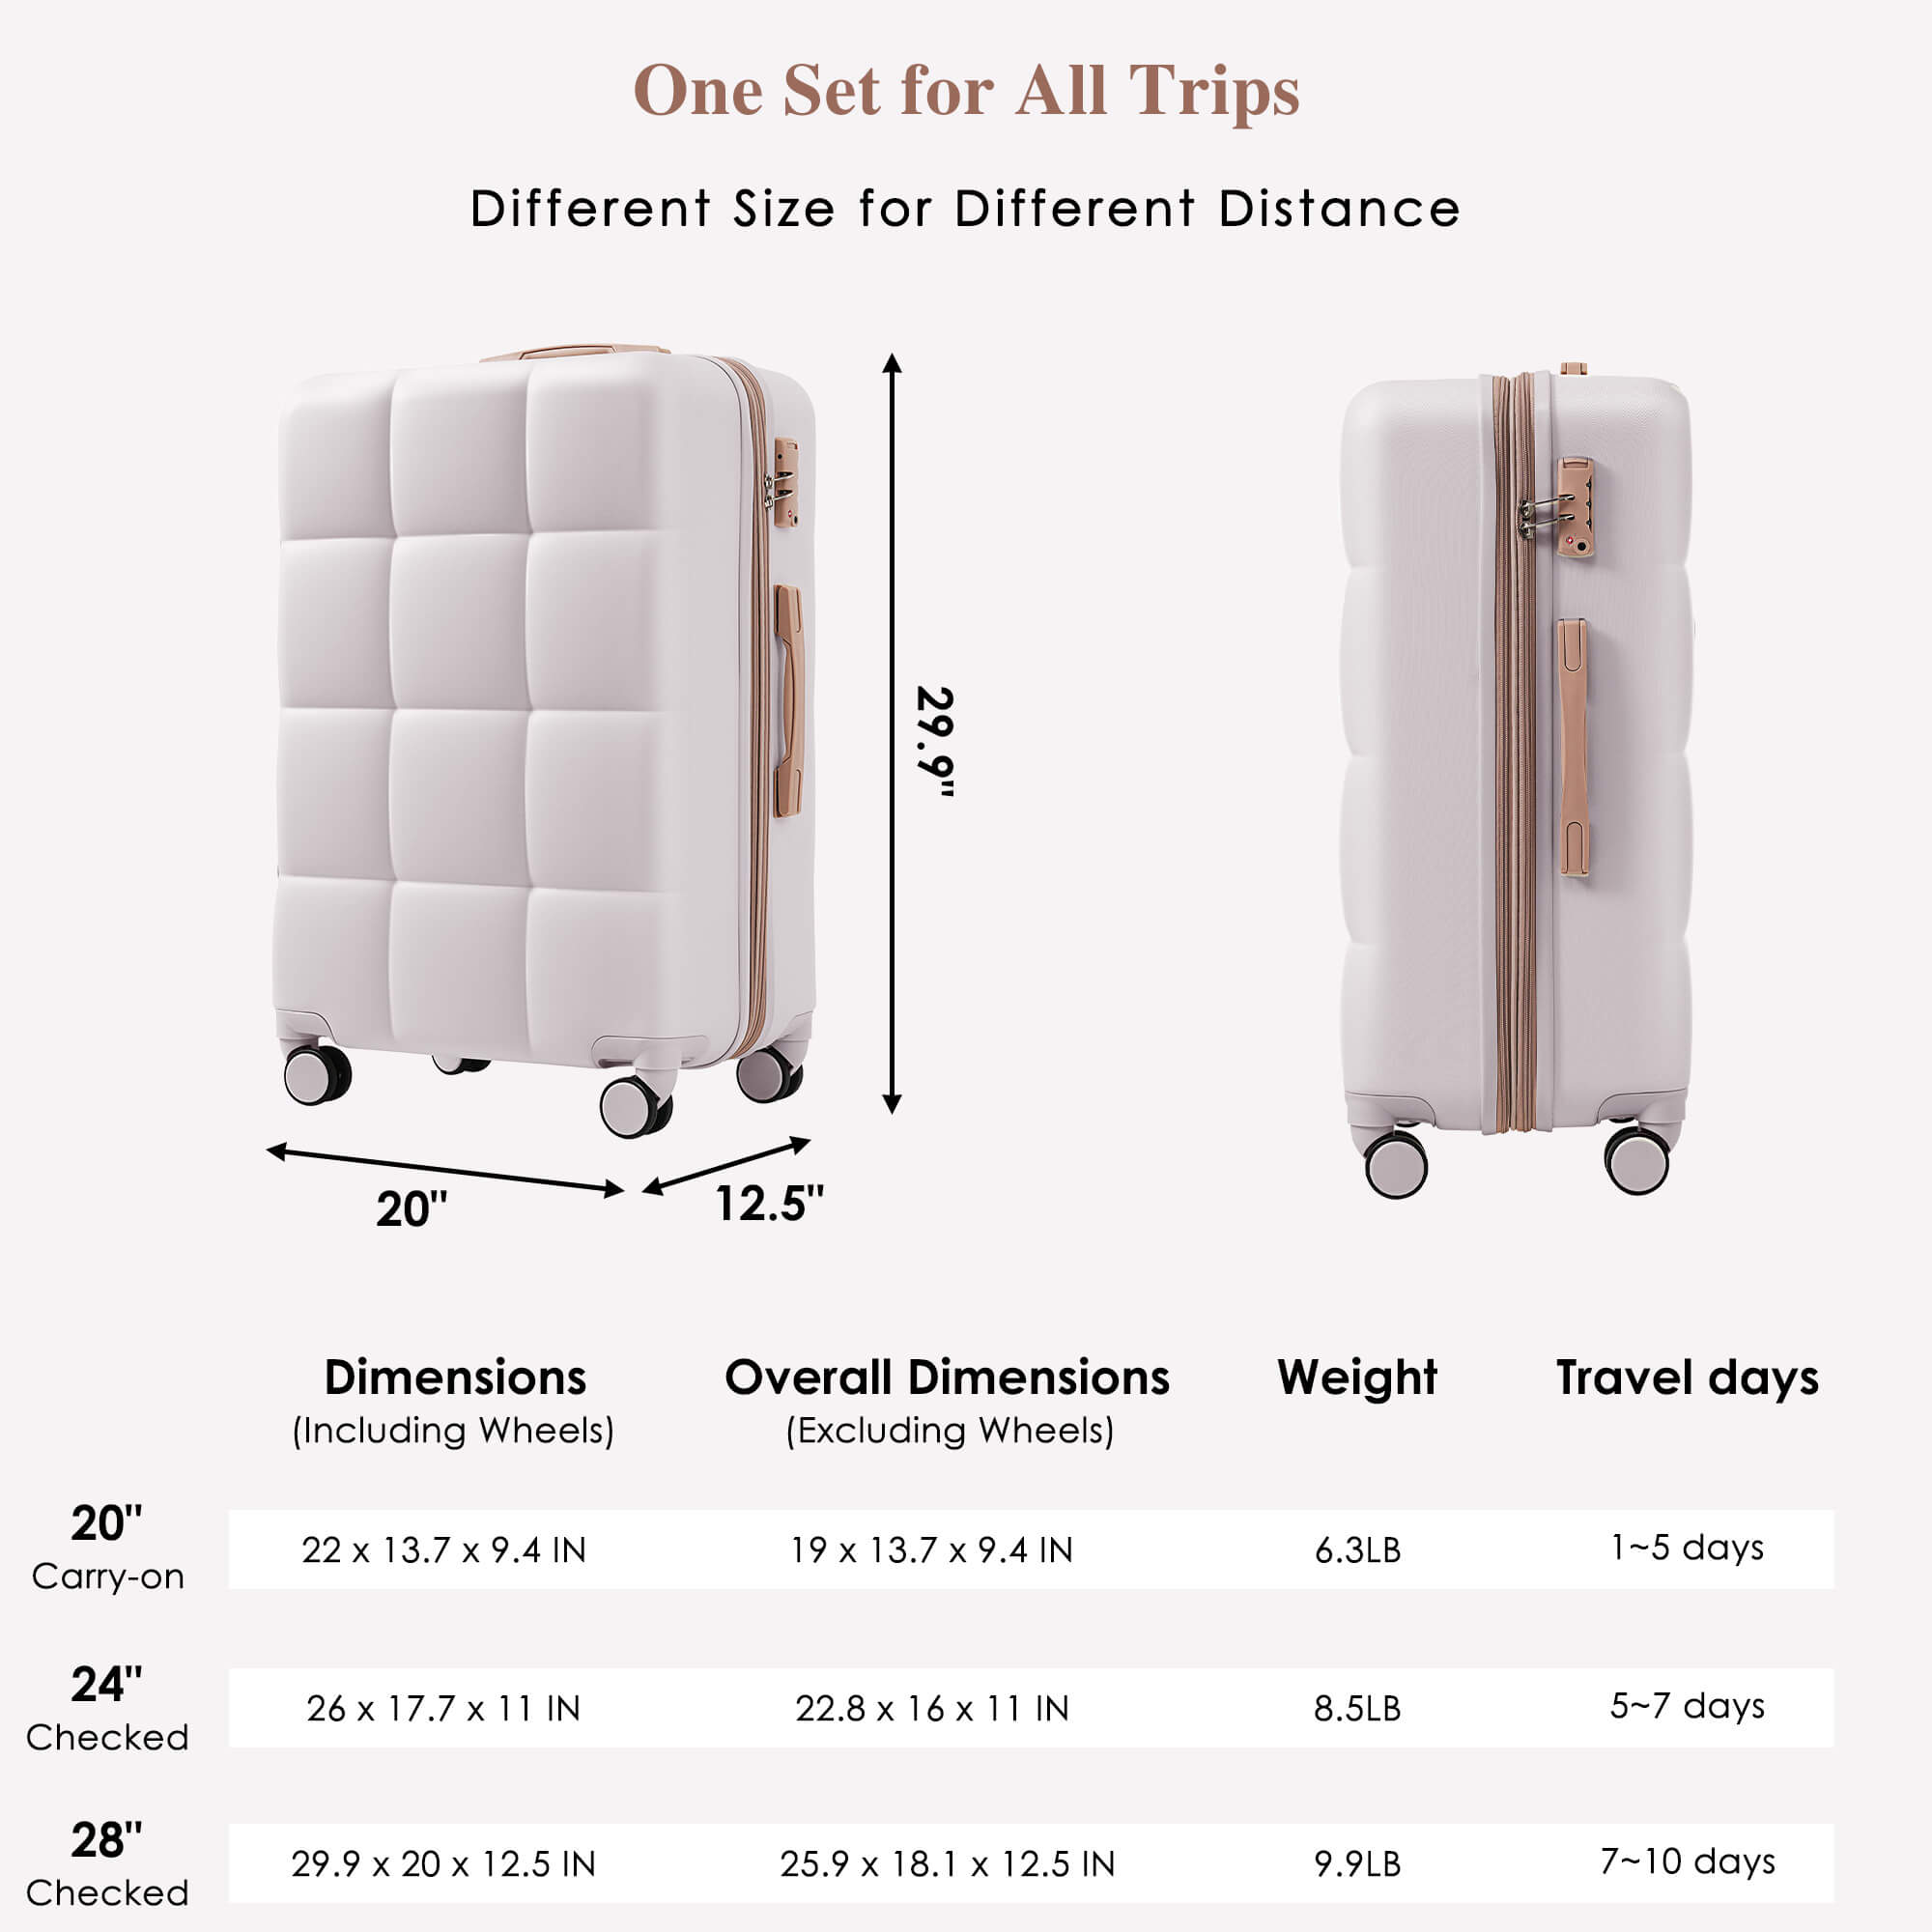 One Set for All Trips
Different Size for Different Distance
29.9"
20"
12.5"
Dimensions
(Including Wheels)
Overall Dimensions
(Excluding Wheels)
Weight
Travel days
20"
Carry-on
22 x 13.7 x 9.4 IN
19 x 13.7 x 9.4 IN
6.3LB
1~5 days
24"
Checked
26 x 17.7 x 11 IN
22.8 x 16 x 11 IN
8.5LB
5~7 days
28"
Checked
29.9 x 20 x 12.5 IN
25.9 x 18.1 x 12.5 IN
9.9LB
7~10 days